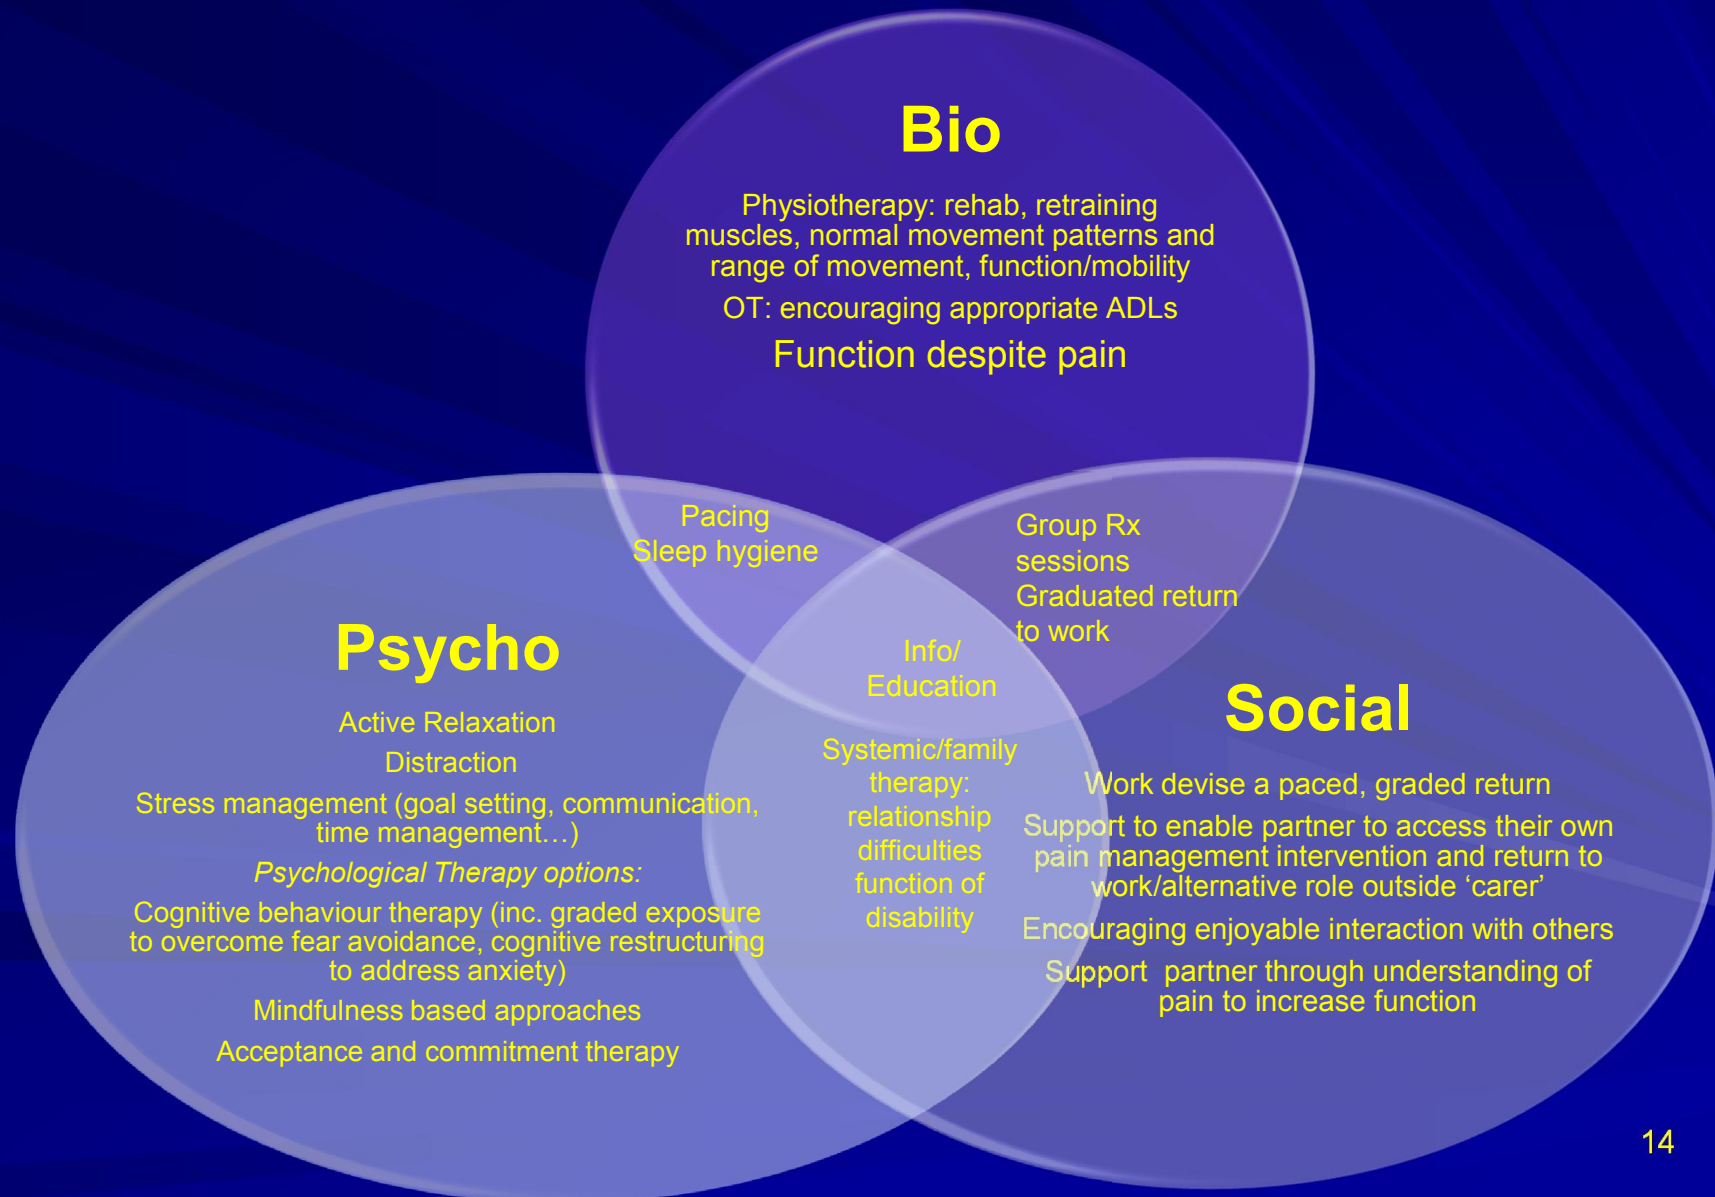 Bio
Physiotherapy: rehab, retraining
muscles, normal movement patterns and
range of movement, function/mobility
OT: encouraging appropriate ADLs
Function despite pain
Pacing
Sleep hygiene
Group Rx
sessions
Graduated return
to work
Info/
Education
Systemic/family
therapy:
relationship
difficulties
function of
disability
Psycho
Active Relaxation
Distraction
Stress management (goal setting, communication,
time management…)
Psychological Therapy options:
Cognitive behaviour therapy (inc. graded exposure
to overcome fear avoidance, cognitive restructuring
to address anxiety)
Mindfulness based approaches
Acceptance and commitment therapy
Social
Work devise a paced, graded return
Support to enable partner to access their own
pain management intervention and return to
work/alternative role outside ‘carer’
Encouraging enjoyable interaction with others
Support  partner through understanding of
pain to increase function
14